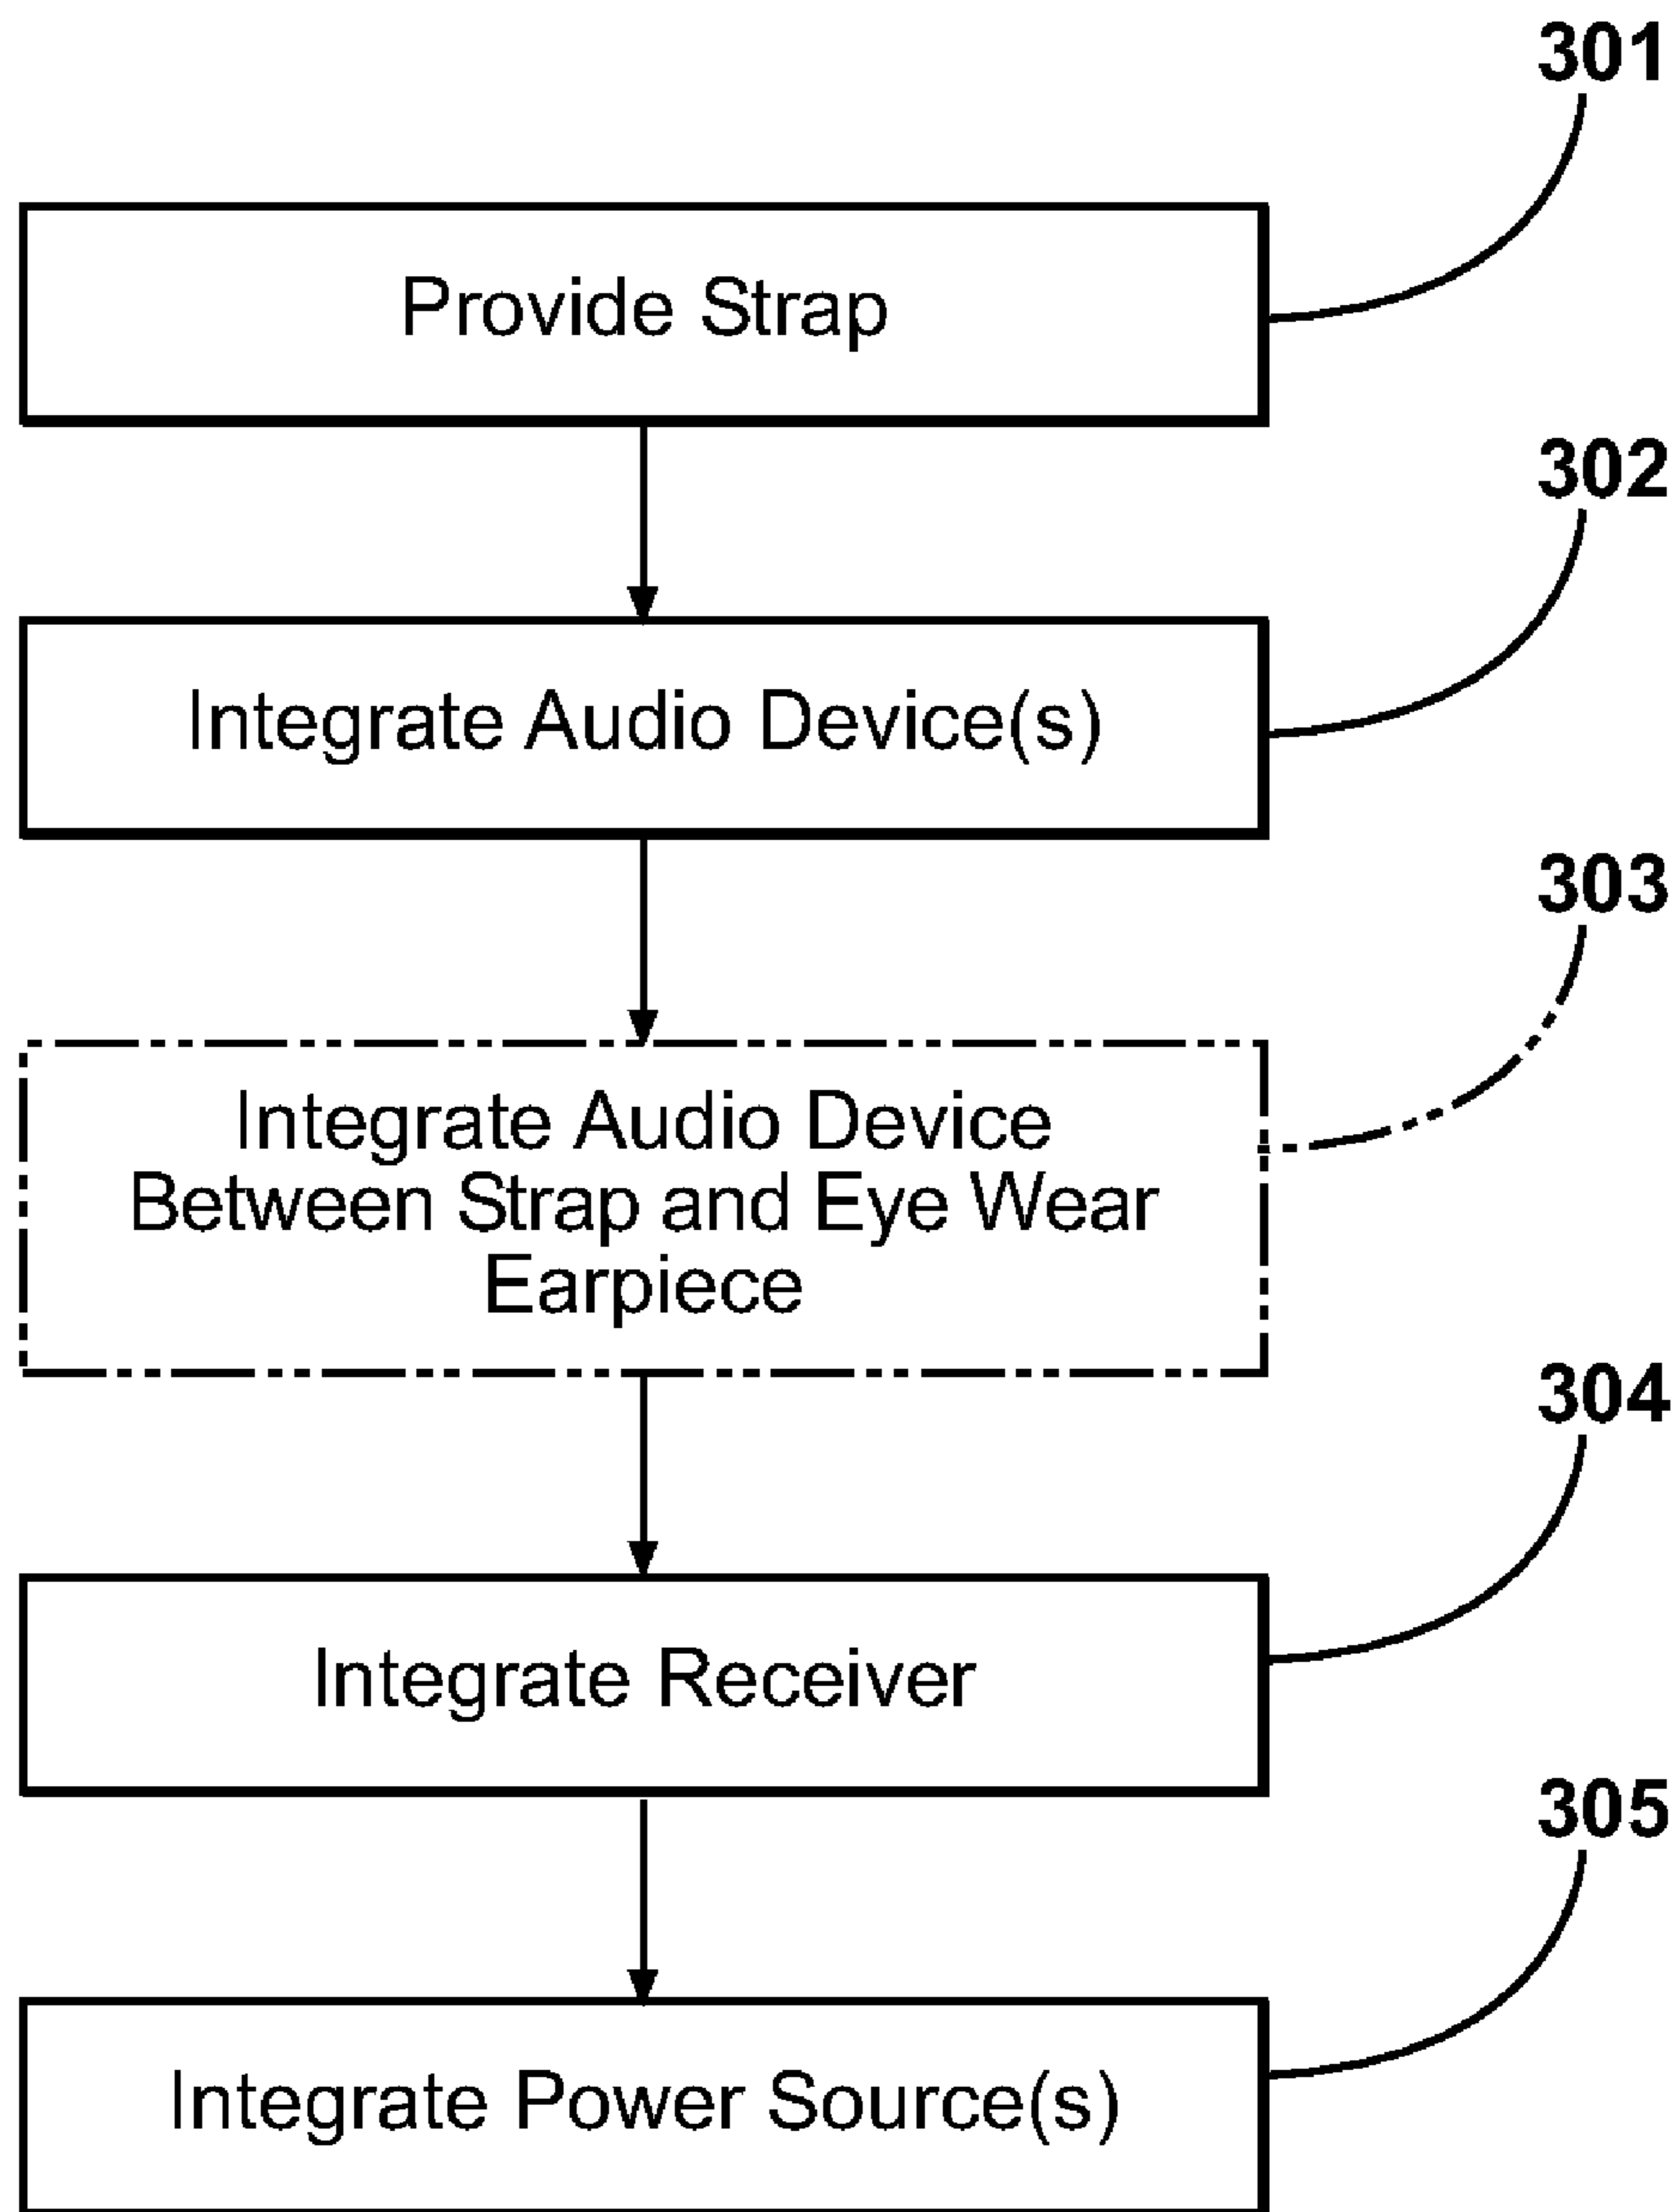 301
Provide Strap
302
Integrate Audio Device(s)
303
Integrate Audio Device
Between Strap and Eye Wear
Earpiece
304
Integrate Receiver
305
Integrate Power Source(s)